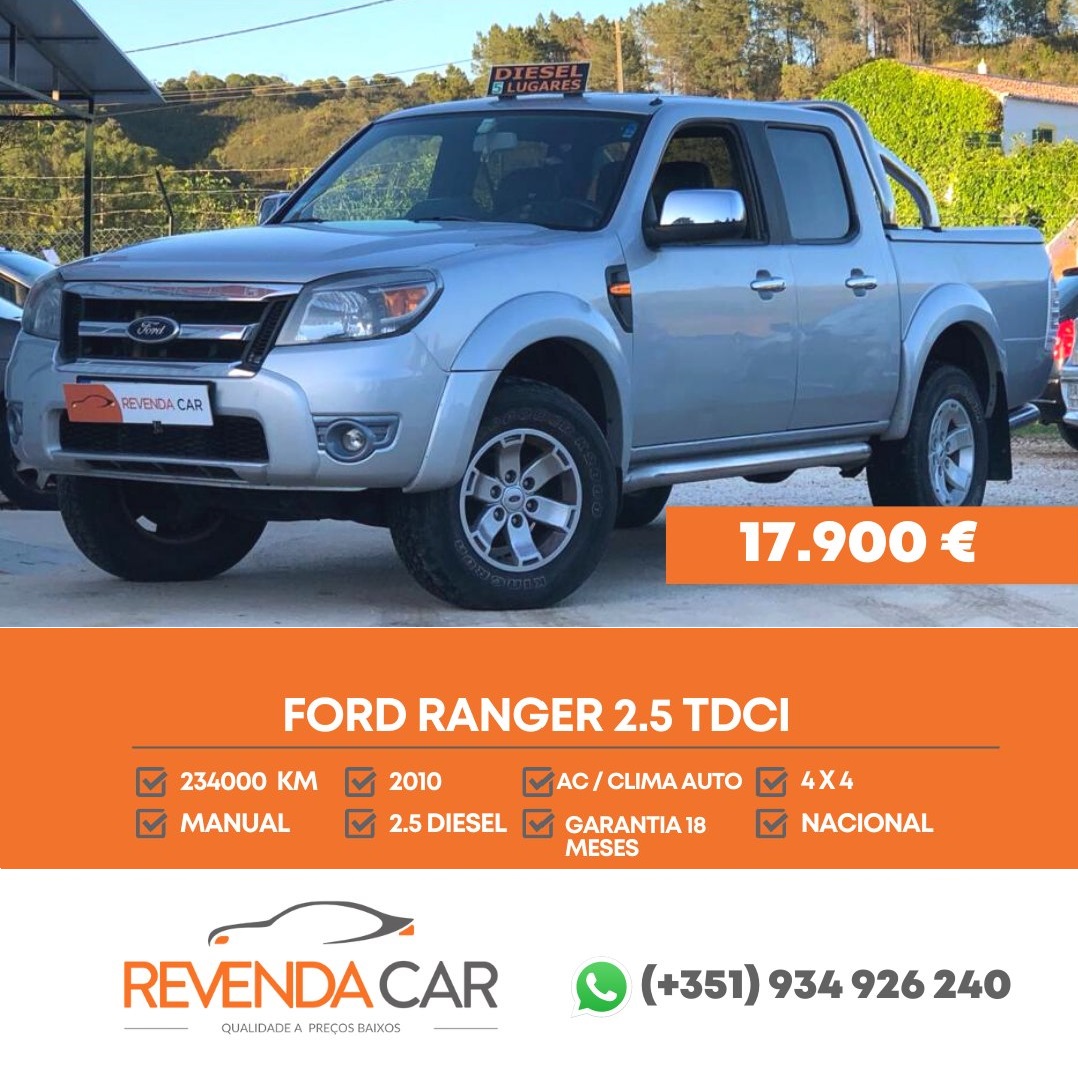 DIESEL
5 LUGARES
Ford
REVENDA CAR
17.900 €
FORD RANGER 2.5 TDCI
234000 KM
2010
AC / CLIMA AUTO
4 X 4
MANUAL
2.5 DIESEL
GARANTIA 18
MESES
NACIONAL
REVENDA CAR
QUALIDADE A PREÇOS BAIXOS
(+351) 934 926 240